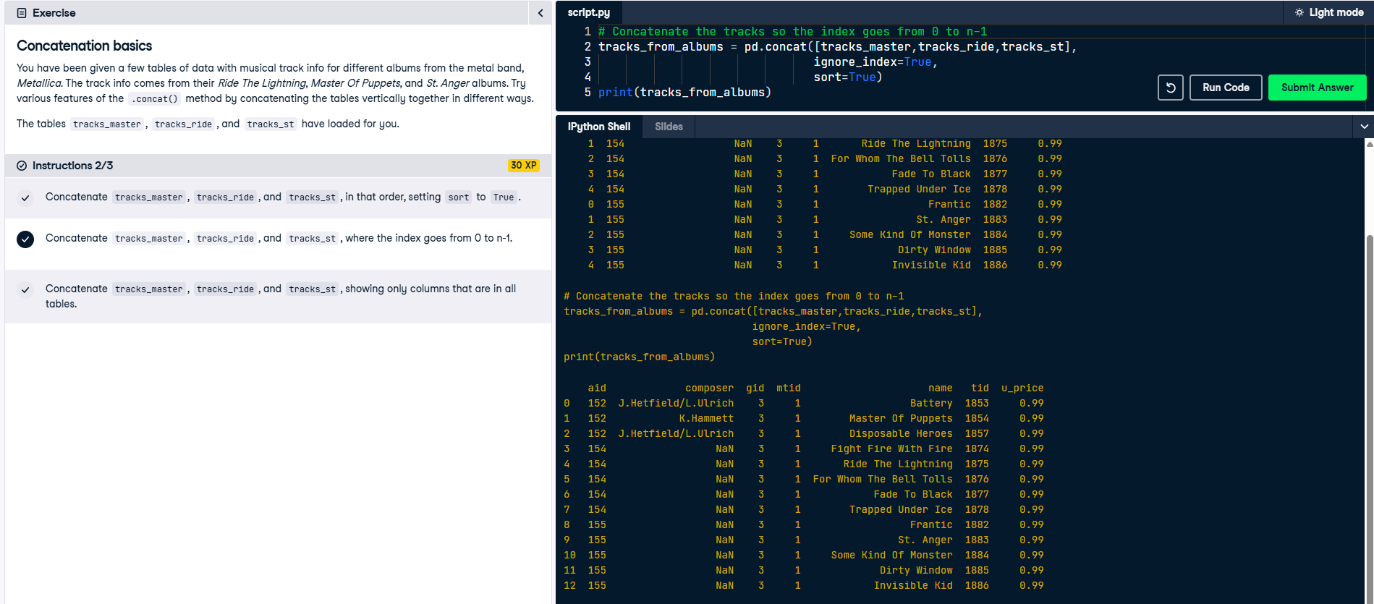 Exercise
Concatenation basics
You have been given a few tables of data with musical track info for different albums from the metal band,
Metallica. The track info comes from their Ride The Lightning, Master Of Puppets, and St. Anger albums. Try
various features of the .concat() method by concatenating the tables vertically together in different ways.
The tables tracks_master, tracks_ride, and tracks_st have loaded for you.
Instructions 2/3
30 XP
Concatenate tracks_master, tracks_ride, and tracks_st, in that order, setting sort to True.
Concatenate tracks_master, tracks_ride, and tracks_st, where the index goes from 0 to n-1.
Concatenate tracks_master, tracks_ride, and tracks_st, showing only columns that are in all
tables.
script.py
Light mode
1 # Concatenate the tracks so the index goes from 0 to n-1
2 tracks_from_albums = pd.concat([tracks_master,tracks_ride,tracks_st],
3 ignore_index=True,
4 sort=True)
5 print(tracks_from_albums)
Run Code
Submit Answer
IPython Shell
Slides
1 154 NaN 3 1 Ride The Lightning 1875 0.99
2 154 NaN 3 1 For Whom The Bell Tolls 1876 0.99
3 154 NaN 3 1 Fade To Black 1877 0.99
4 154 NaN 3 1 Trapped Under Ice 1878 0.99
0 155 NaN 3 1 Frantic 1882 0.99
1 155 NaN 3 1 St. Anger 1883 0.99
2 155 NaN 3 1 Some Kind Of Monster 1884 0.99
3 155 NaN 3 1 Dirty Window 1885 0.99
4 155 NaN 3 1 Invisible Kid 1886 0.99
# Concatenate the tracks so the index goes from 0 to n-1
tracks_from_albums = pd.concat([tracks_master,tracks_ride,tracks_st],
ignore_index=True,
sort=True)
print(tracks_from_albums)
aid composer gid mtid name tid u_price
0 152 J.Hetfield/L.Ulrich 3 1 Battery 1853 0.99
1 152 K.Hammett 3 1 Master Of Puppets 1854 0.99
2 152 J.Hetfield/L.Ulrich 3 1 Disposable Heroes 1857 0.99
3 154 NaN 3 1 Fight Fire With Fire 1874 0.99
4 154 NaN 3 1 Ride The Lightning 1875 0.99
5 154 NaN 3 1 For Whom The Bell Tolls 1876 0.99
6 154 NaN 3 1 Fade To Black 1877 0.99
7 154 NaN 3 1 Trapped Under Ice 1878 0.99
8 155 NaN 3 1 Frantic 1882 0.99
9 155 NaN 3 1 St. Anger 1883 0.99
10 155 NaN 3 1 Some Kind Of Monster 1884 0.99
11 155 NaN 3 1 Dirty Window 1885 0.99
12 155 NaN 3 1 Invisible Kid 1886 0.99